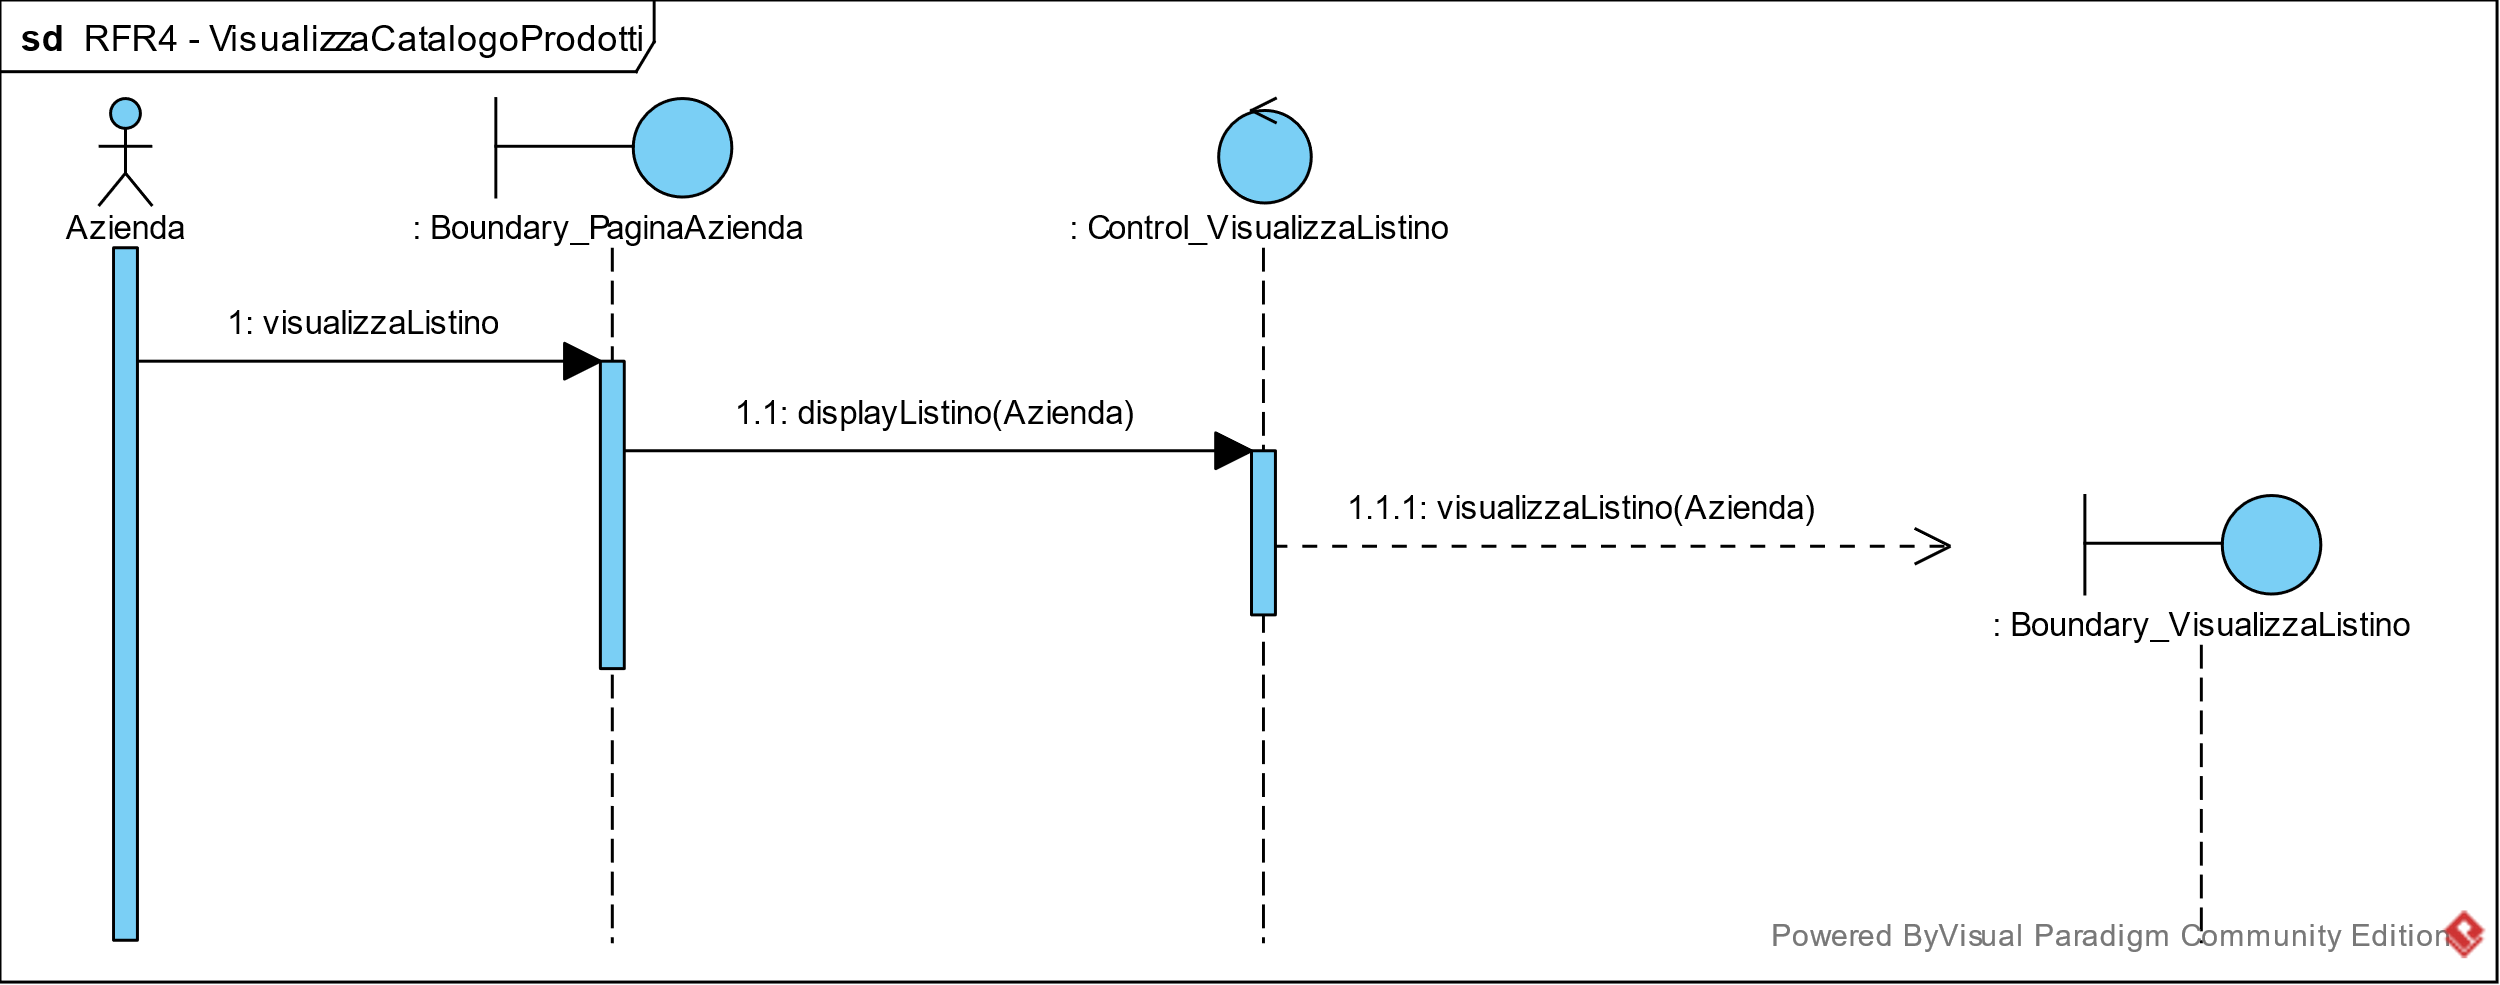 sd RFR4 - VisualizzaCatalogoProdotti
Azienda
: Boundary_PaginaAzienda
: Control_VisualizzaListino
1: visualizzaListino
1.1: displayListino(Azienda)
1.1.1: visualizzaListino(Azienda)
: Boundary_VisualizzaListino
Powered ByVisual Paradigm Community Edition